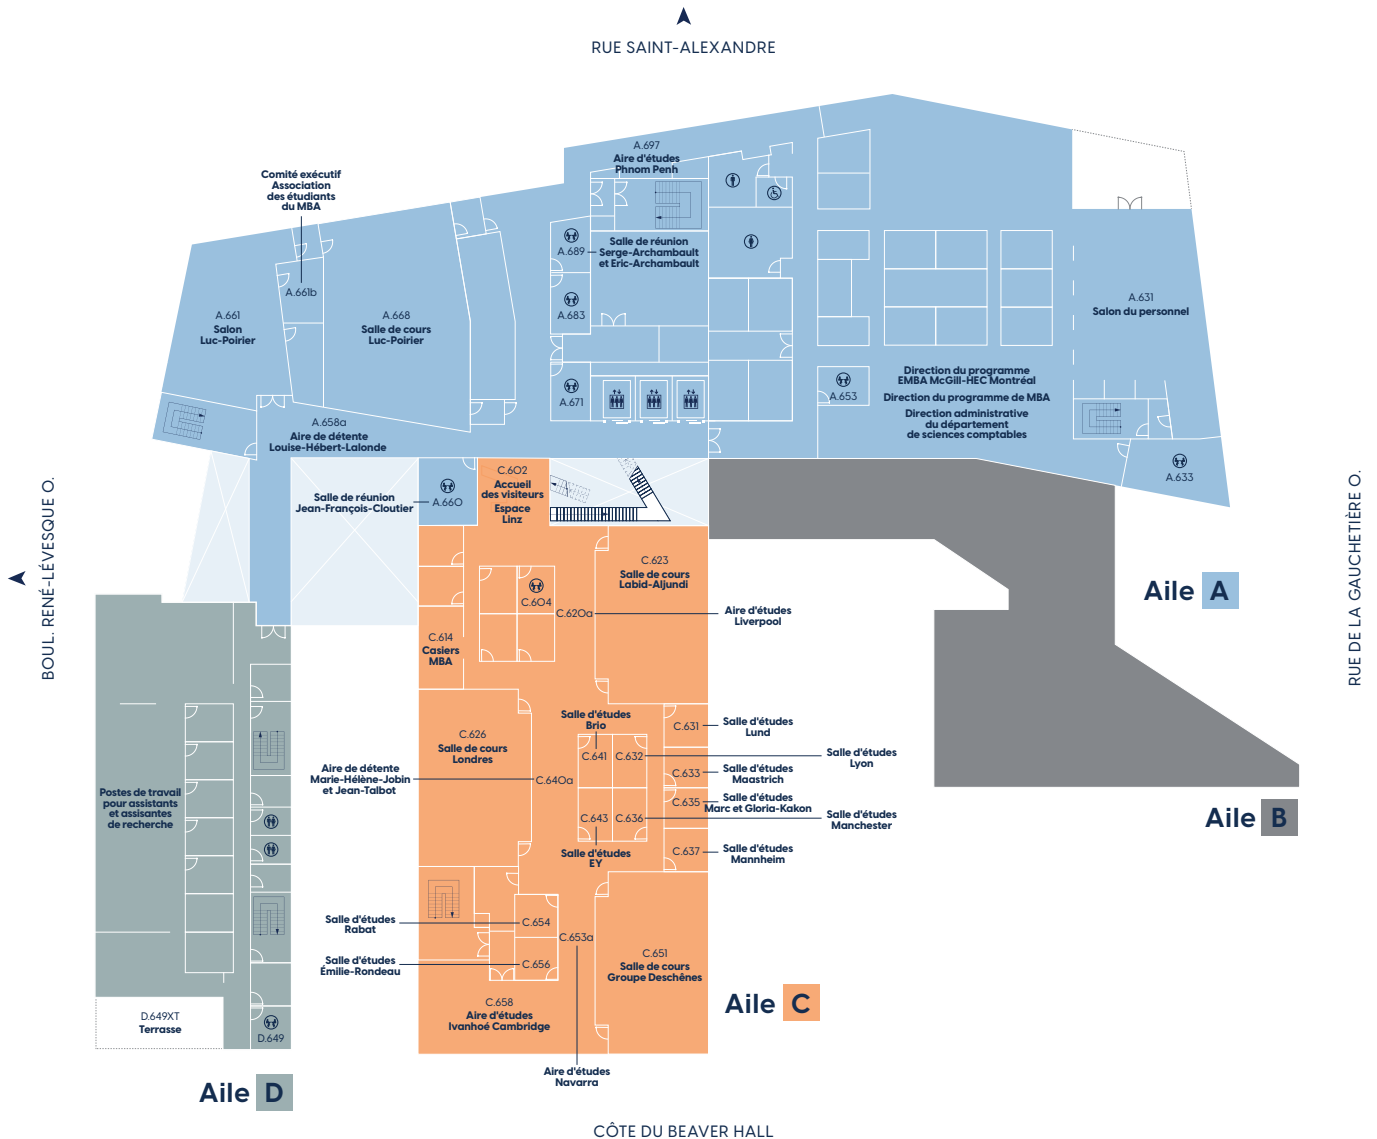 RUE SAINT-ALEXANDRE
A.697
Aire d'études
Phnom Penh
Comité exécutif
Association
des étudiants
du MBA
A.689
Salle de réunion
Serge-Archambault
et Eric-Archambault
A.661b
A.683
A.631
Salon du personnel
A.661
Salon
Luc-Poirier
A.668
Salle de cours
Luc-Poirier
A.671
A.653
Direction du programme
EMBA McGill-HEC Montréal
Direction du programme de MBA
Direction administrative
du département
de sciences comptables
A.658a
Aire de détente
Louise-Hébert-Lalonde
A.633
C.602
Accueil
des visiteurs
Espace
Linz
Salle de réunion
Jean-François-Cloutier
A.660
BOUL. RENÉ-LÉVESQUE O.
RUE DE LA GAUCHETIÈRE O.
C.623
Salle de cours
Labid-Aljundi
Aile A
C.604
C.620a
Aire d'études
Liverpool
C.614
Casiers
MBA
Salle d'études
Brio
C.631
Salle d'études
Lund
C.626
Salle de cours
Londres
C.641
C.632
Salle d'études
Lyon
Aire de détente
Marie-Hélène-Jobin
et Jean-Talbot
C.640a
C.633
Salle d'études
Maastrich
Postes de travail
pour assistants
et assisantes
de recherche
C.635
Salle d'études
Marc et Gloria-Kakon
C.643
C.636
Salle d'études
Manchester
Aile B
Salle d'études
EY
C.637
Salle d'études
Mannheim
Salle d'études
Rabat
C.654
C.653a
Salle d'études
Émilie-Rondeau
C.656
C.651
Salle de cours
Groupe Deschênes
C.658
Aire d'études
Ivanhoé Cambridge
Aile C
D.649XT
Terrasse
D.649
Aire d'études
Navarra
Aile D
CÔTE DU BEAVER HALL